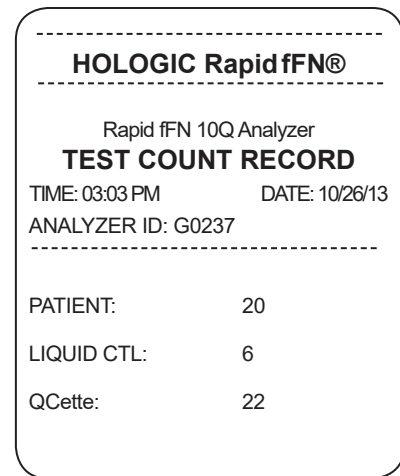 HOLOGIC Rapid fFN®
Rapid fFN 10Q Analyzer
TEST COUNT RECORD
TIME: 03:03 PM DATE: 10/26/13
ANALYZER ID: G0237
PATIENT: 20
LIQUID CTL: 6
QCette: 22